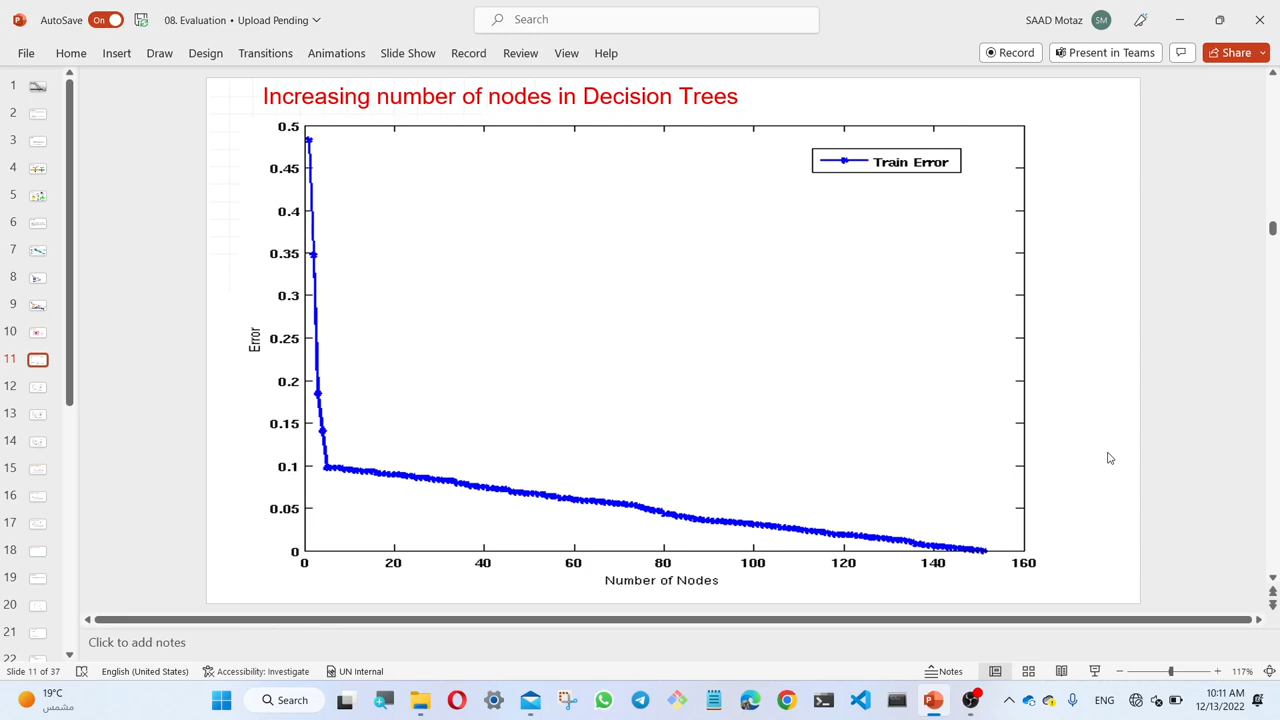 AutoSave On 08. Evaluation • Upload Pending Search SAAD Motaz SM
File Home Insert Draw Design Transitions Animations Slide Show Record Review View Help Record Present in Teams Share
1
2
3
4
5
6
7
8
9
10
11
12
13
14
15
16
17
18
19
20
21
22
Increasing number of nodes in Decision Trees
Train Error
0.5
0.45
0.4
0.35
0.3
0.25
0.2
0.15
0.1
0.05
0
Error
0 20 40 60 80 100 120 140 160
Number of Nodes
Click to add notes
Slide 11 of 37 English (United States) Accessibility: Investigate UN Internal Notes 117%
19°C
مشمس
Search
ENG
10:11 AM
12/13/2022